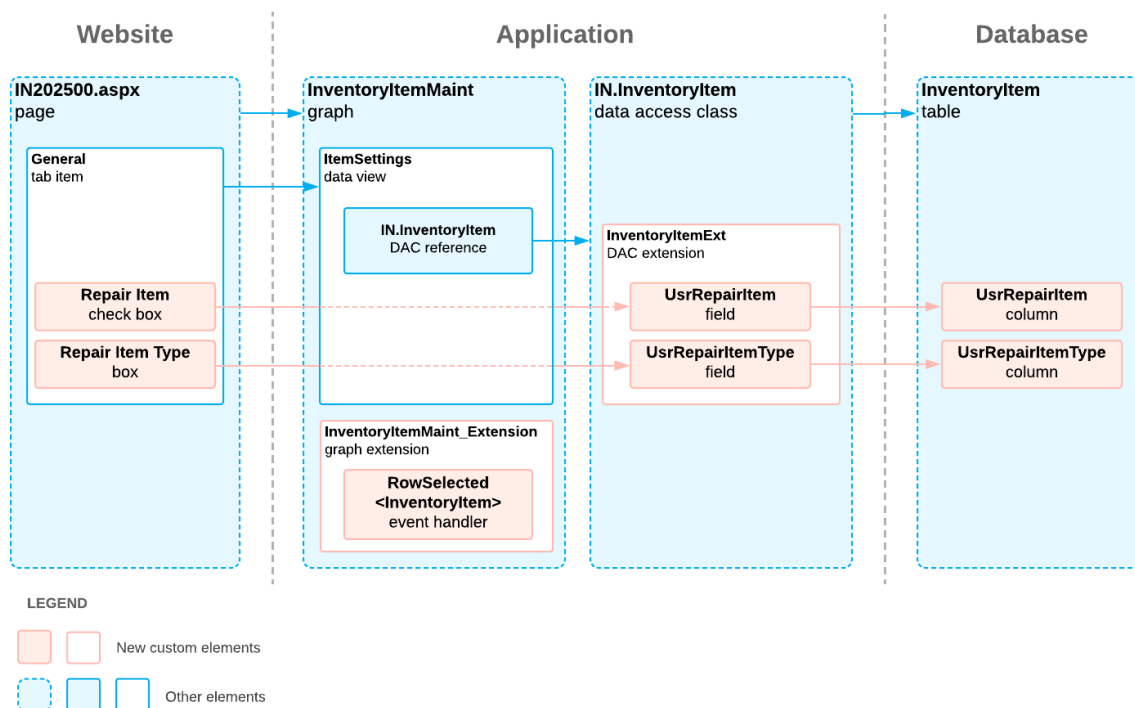 Website
Application
Database
IN202500.aspx
page
General
tab item
Repair Item
check box
Repair Item Type
box
InventoryItemMaint
graph
ItemSettings
data view
IN.InventoryItem
DAC reference
InventoryItemMaint_Extension
graph extension
RowSelected
<InventoryItem>
event handler
IN.InventoryItem
data access class
InventoryItemExt
DAC extension
UsrRepairItem
field
UsrRepairItemType
field
InventoryItem
table
UsrRepairItem
column
UsrRepairItemType
column
LEGEND
New custom elements
Other elements